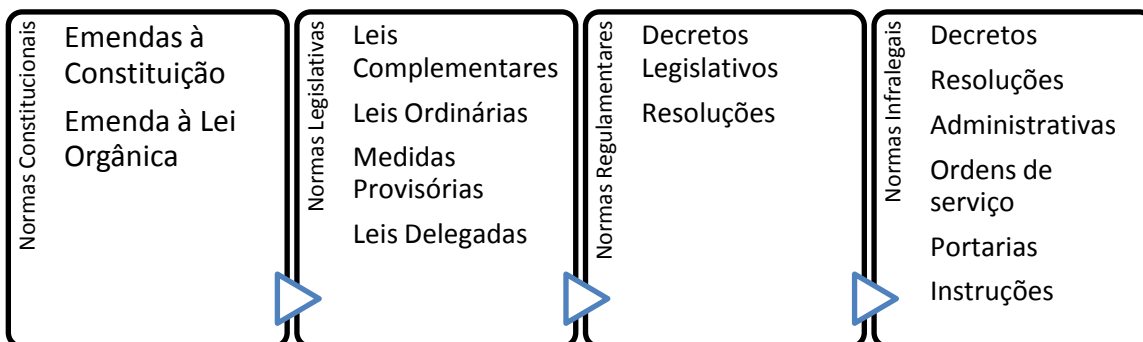 Normas Constitucionais
Emendas à
Constituição
Emenda à Lei
Orgânica
Normas Legislativas
Leis
Complementares
Leis Ordinárias
Medidas
Provisórias
Leis Delegadas
Normas Regulamentares
Decretos
Legislativos
Resoluções
Normas Infralegais
Decretos
Resoluções
Administrativas
Ordens de
serviço
Portarias
Instruções